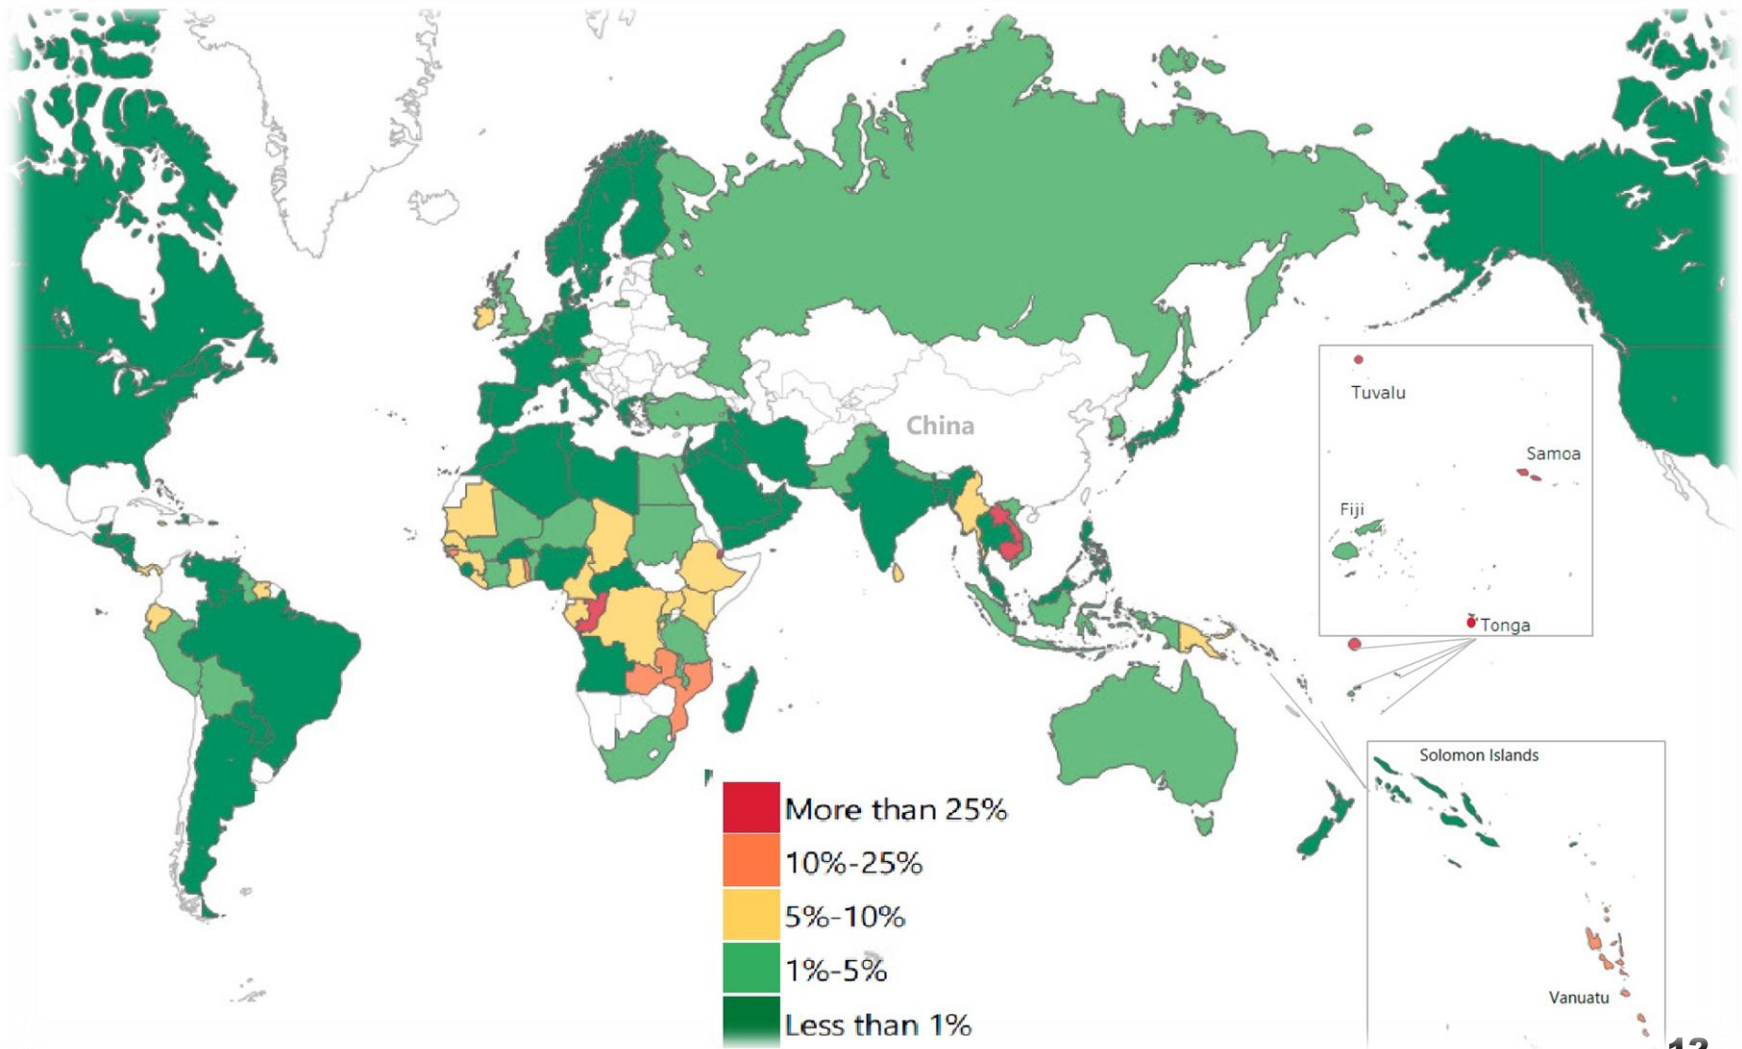 China
Tuvalu
Samoa
Fiji
Tonga
Solomon Islands
Vanuatu
More than 25%
10%-25%
5%-10%
1%-5%
Less than 1%